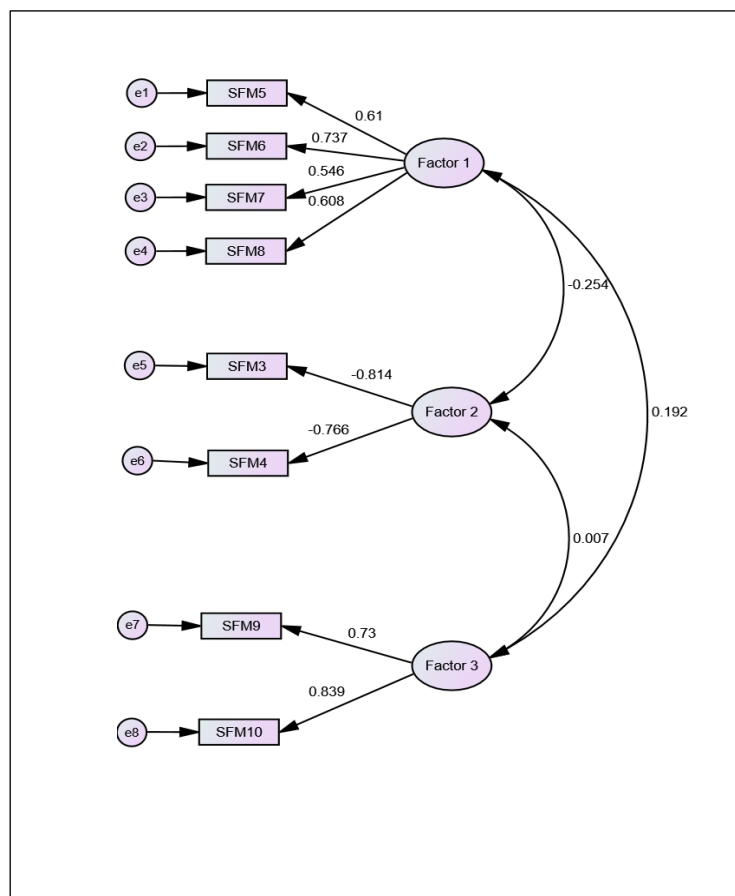 e1
SFM5
0.61
e2
SFM6
0.737
Factor 1
e3
SFM7
0.546
0.608
e4
SFM8
-0.254
e5
SFM3
-0.814
Factor 2
0.192
e6
SFM4
-0.766
0.007
e7
SFM9
0.73
Factor 3
0.839
e8
SFM10